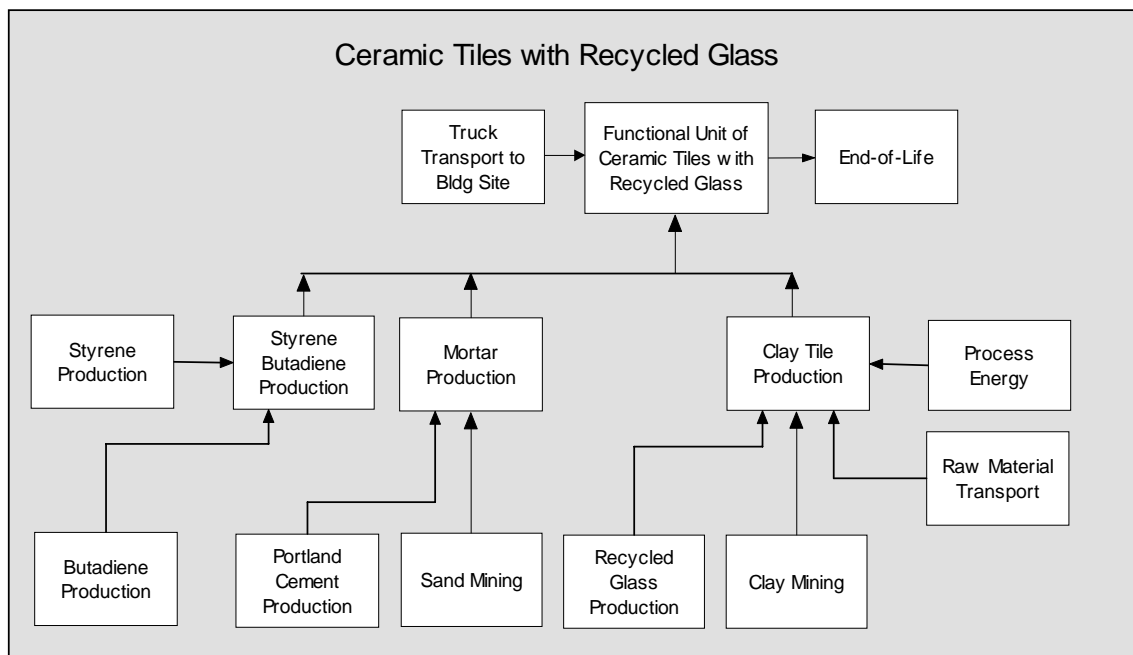 Ceramic Tiles with Recycled Glass
Truck
Transport to
Bldg Site
Functional Unit of
Ceramic Tiles with
Recycled Glass
End-of-Life
Styrene
Production
Styrene
Butadiene
Production
Mortar
Production
Clay Tile
Production
Process
Energy
Raw Material
Transport
Butadiene
Production
Portland
Cement
Production
Sand Mining
Recycled
Glass
Production
Clay Mining